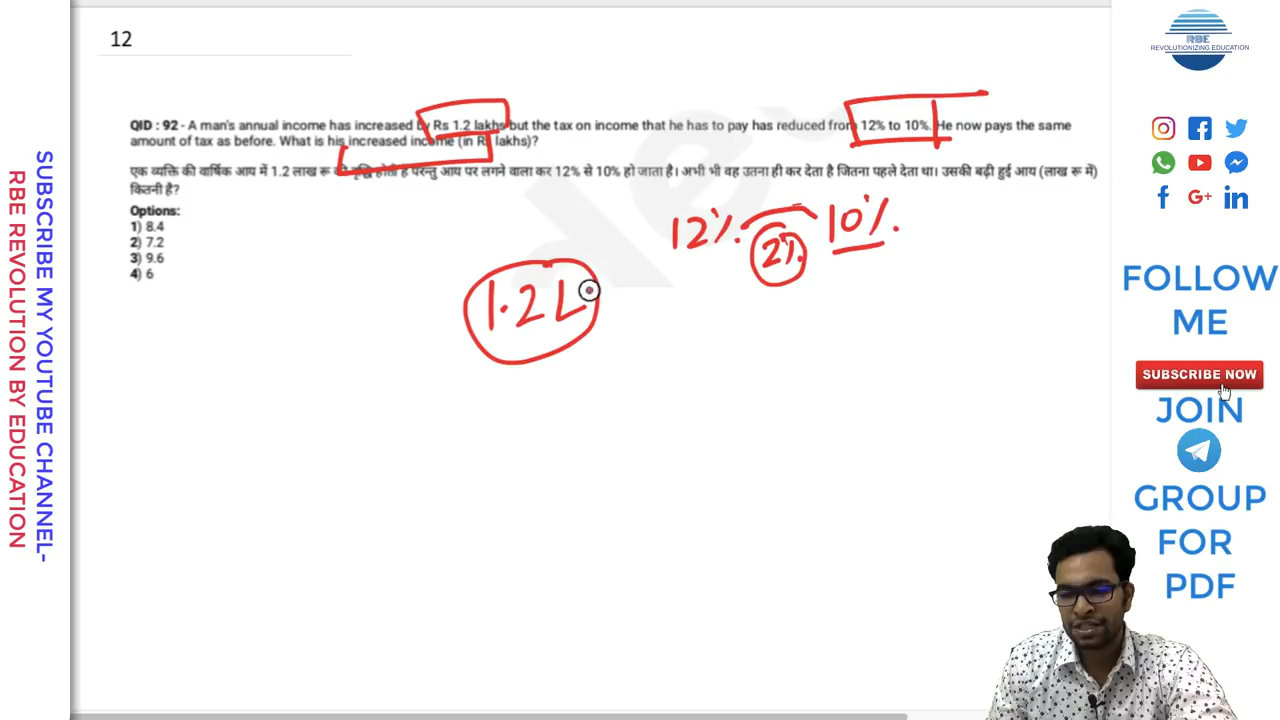 12
QID : 92 - A man's annual income has increased by Rs 1.2 lakhs but the tax on income that he has to pay has reduced from 12% to 10%. He now pays the same
amount of tax as before. What is his increased income (in Rs lakhs)?
एक व्यक्ति की वार्षिक आय में 1.2 लाख रू की वृद्धि होती है परन्तु आय पर लगने वाला कर 12% से 10% हो जाता है। अभी भी वह उतना ही कर देता है जितना पहले देता था। उसकी बढ़ी हुई आय (लाख रू में)
कितनी है?
Options:
1) 8.4
2) 7.2
3) 9.6
4) 6
12%. 10%.
2%.
1.2 L
SUBSCRIBE MY YOUTUBE CHANNEL-
RBE REVOLUTION BY EDUCATION
RBE
REVOLUTIONIZING EDUCATION
FOLLOW
ME
SUBSCRIBE NOW
JOIN
GROUP
FOR
PDF